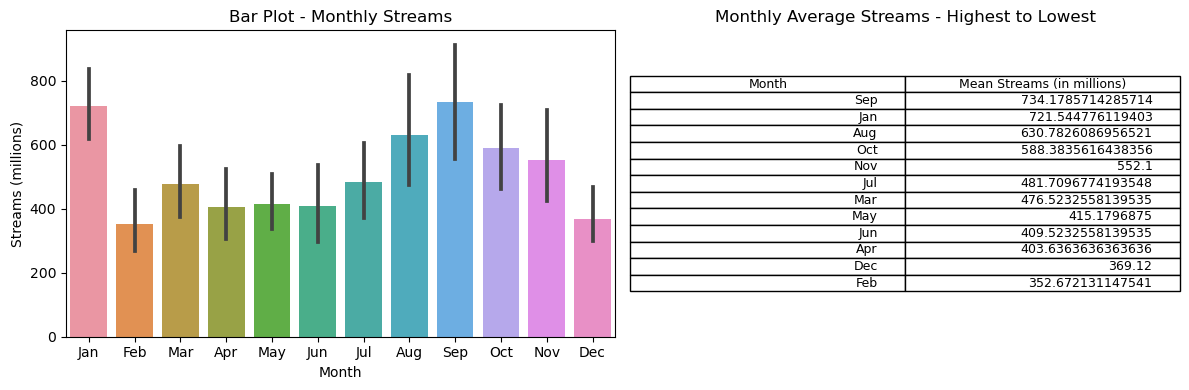 Bar Plot - Monthly Streams
Streams (millions)
800
600
400
200
0
Jan Feb Mar Apr May Jun Jul Aug Sep Oct Nov Dec
Month
Monthly Average Streams - Highest to Lowest
Month Mean Streams (in millions)
Sep 734.1785714285714
Jan 721.544776119403
Aug 630.7826086956521
Oct 588.3835616438356
Nov 552.1
Jul 481.7096774193548
Mar 476.5232558139535
May 415.1796875
Jun 409.5232558139535
Apr 403.6363636363636
Dec 369.12
Feb 352.672131147541